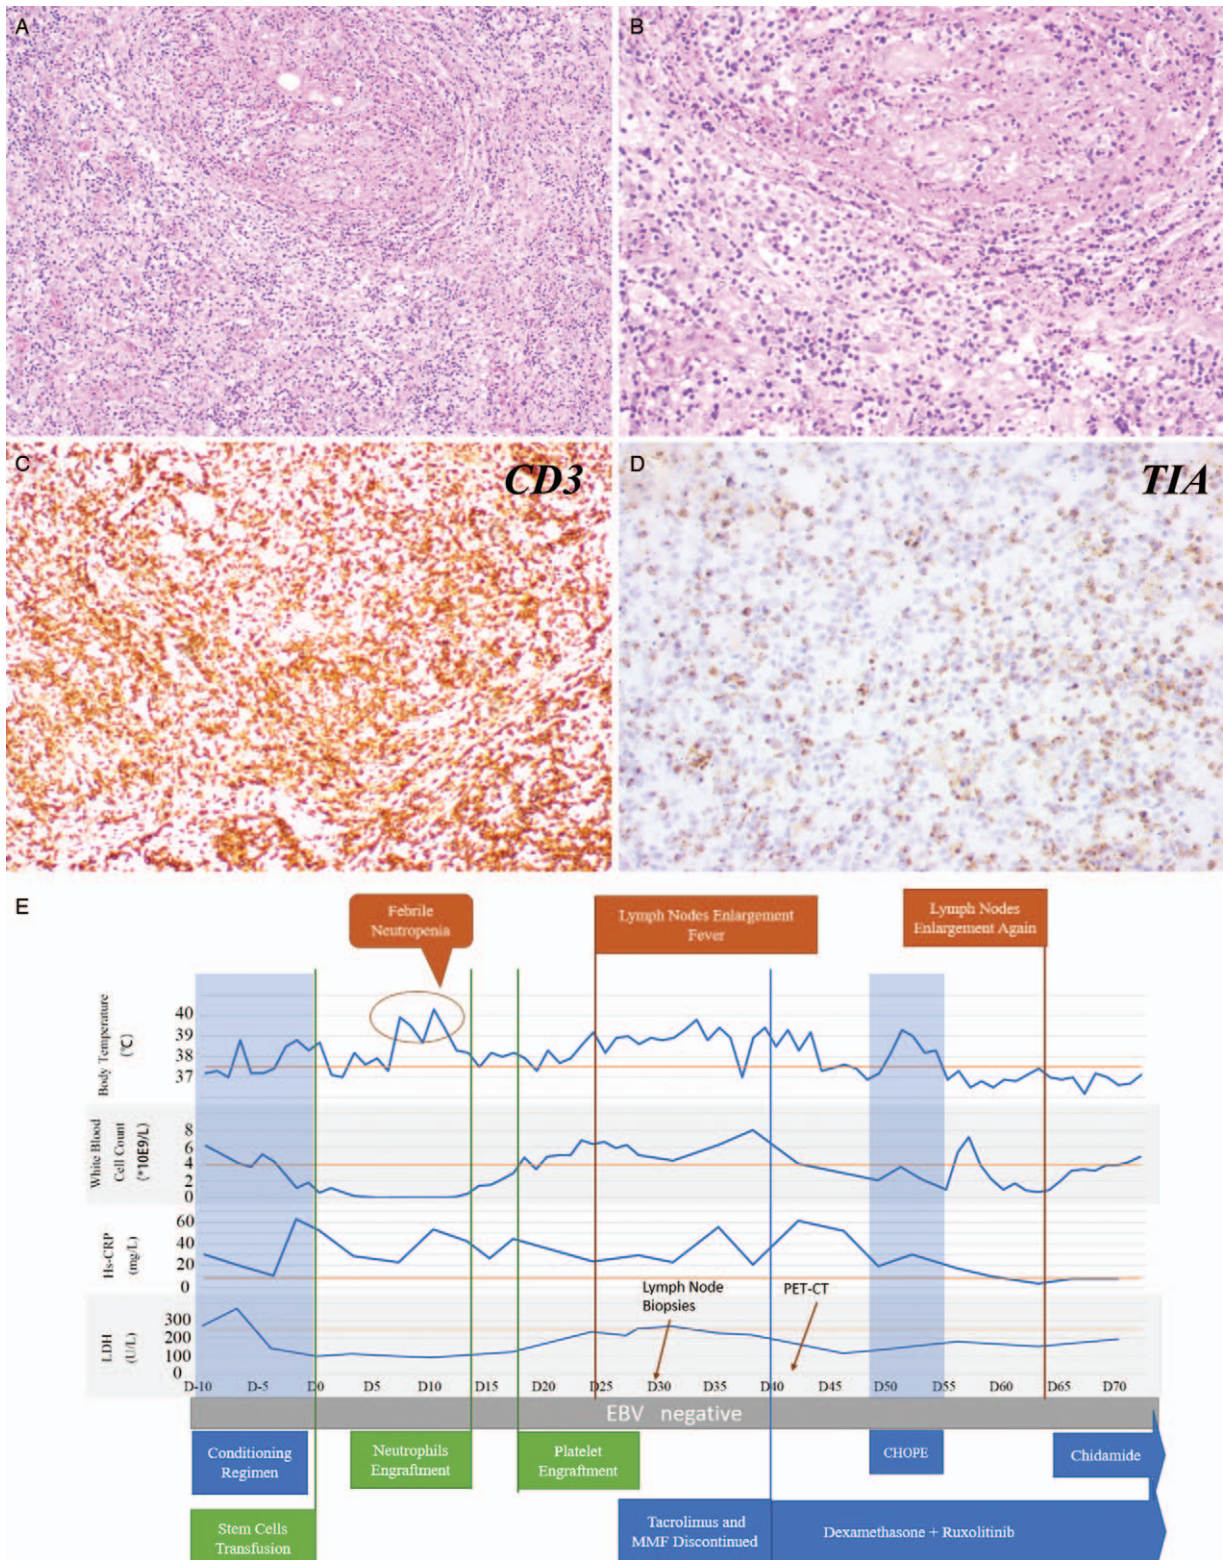 A
B
C
CD3
D
TIA
E
Febrile
Neutropenia
Lymph Nodes Enlargement
Fever
Lymph Nodes
Enlargement Again
Body Temperature
(℃)
40
39
38
37
White Blood
Cell Count
(*10E9/L)
8
6
4
2
0
Hs-CRP
(mg/L)
60
40
20
0
Lymph Node
Biopsies
PET-CT
LDH
(U/L)
300
200
100
0
D-10 D-5 D0 D5 D10 D15 D20 D25 D30 D35 D40 D45 D50 D55 D60 D65 D70
EBV negative
Conditioning
Regimen
Neutrophils
Engraftment
Platelet
Engraftment
CHOPE
Chidamide
Stem Cells
Transfusion
Tacrolimus and
MMF Discontinued
Dexamethasone + Ruxolitinib